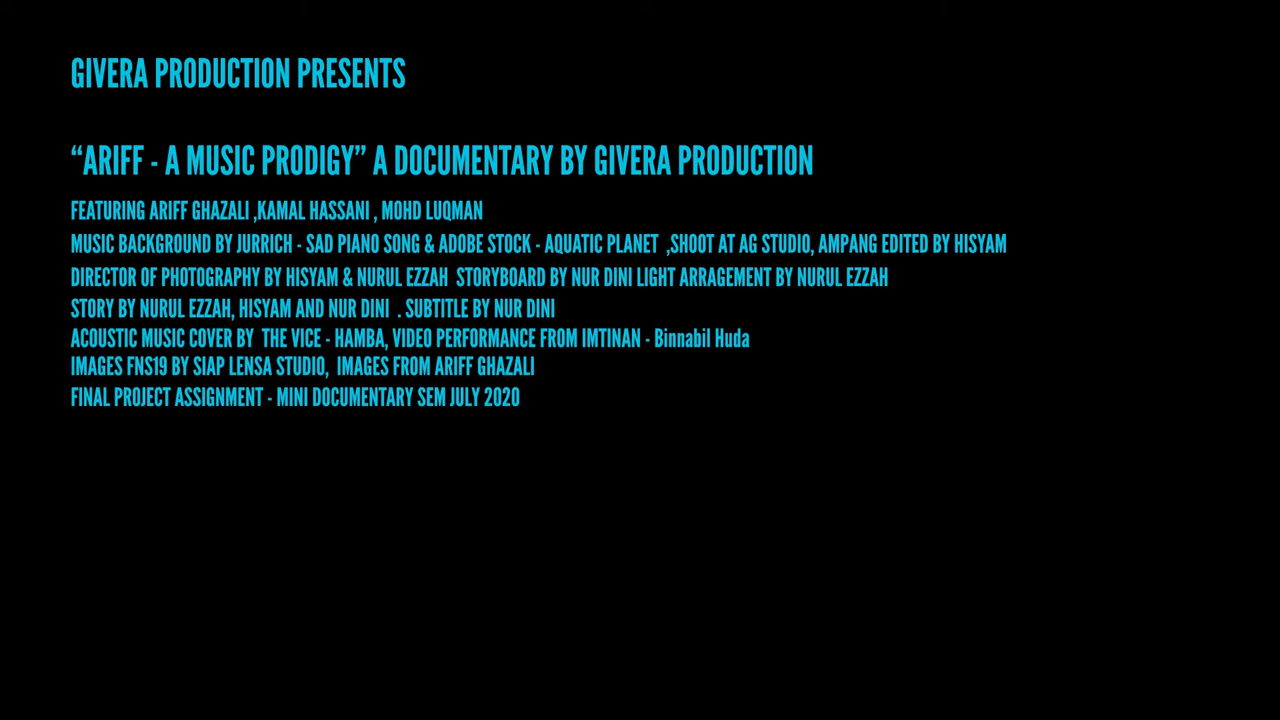 GIVERA PRODUCTION PRESENTS
“ARIFF - A MUSIC PRODIGY” A DOCUMENTARY BY GIVERA PRODUCTION
FEATURING ARIFF GHAZALI ,KAMAL HASSANI , MOHD LUQMAN
MUSIC BACKGROUND BY JURRICH - SAD PIANO SONG & ADOBE STOCK - AQUATIC PLANET  ,SHOOT AT AG STUDIO, AMPANG EDITED BY HISYAM
DIRECTOR OF PHOTOGRAPHY BY HISYAM & NURUL EZZAH  STORYBOARD BY NUR DINI LIGHT ARRAGEMENT BY NURUL EZZAH
STORY BY NURUL EZZAH, HISYAM AND NUR DINI  . SUBTITLE BY NUR DINI
ACOUSTIC MUSIC COVER BY  THE VICE - HAMBA, VIDEO PERFORMANCE FROM IMTINAN - Binnabil Huda
IMAGES FNS19 BY SIAP LENSA STUDIO,  IMAGES FROM ARIFF GHAZALI
FINAL PROJECT ASSIGNMENT - MINI DOCUMENTARY SEM JULY 2020